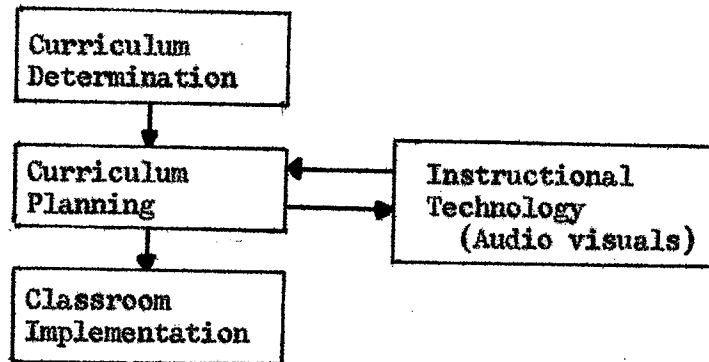 Curriculum
Determination
Curriculum
Planning
Instructional
Technology
(Audio visuals)
Classroom
Implementation